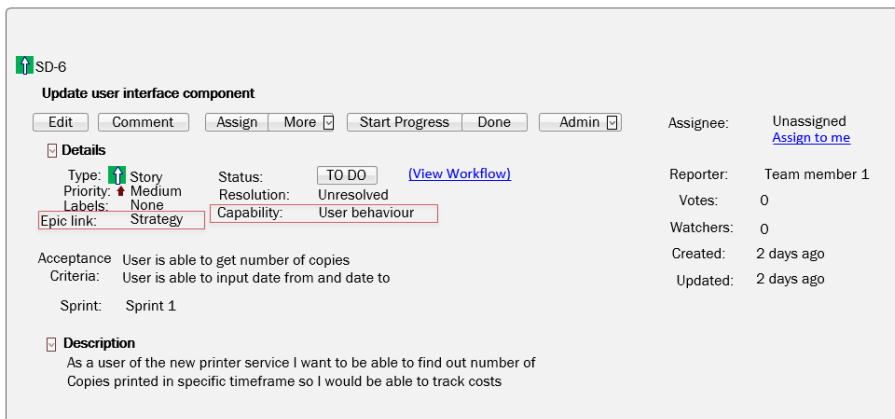 SD-6
Update user interface component
Edit Comment Assign More Start Progress Done Admin
Assignee: Unassigned
Assign to me
Details
Type: Story Status: TO DO (View Workflow)
Reporter: Team member 1
Priority: Medium Resolution: Unresolved
Labels: None
Votes: 0
Epic link: Strategy Capability: User behaviour
Watchers: 0
Acceptance Criteria: User is able to get number of copies
User is able to input date from and date to
Created: 2 days ago
Updated: 2 days ago
Sprint: Sprint 1
Description
As a user of the new printer service I want to be able to find out number of
Copies printed in specific timeframe so I would be able to track costs